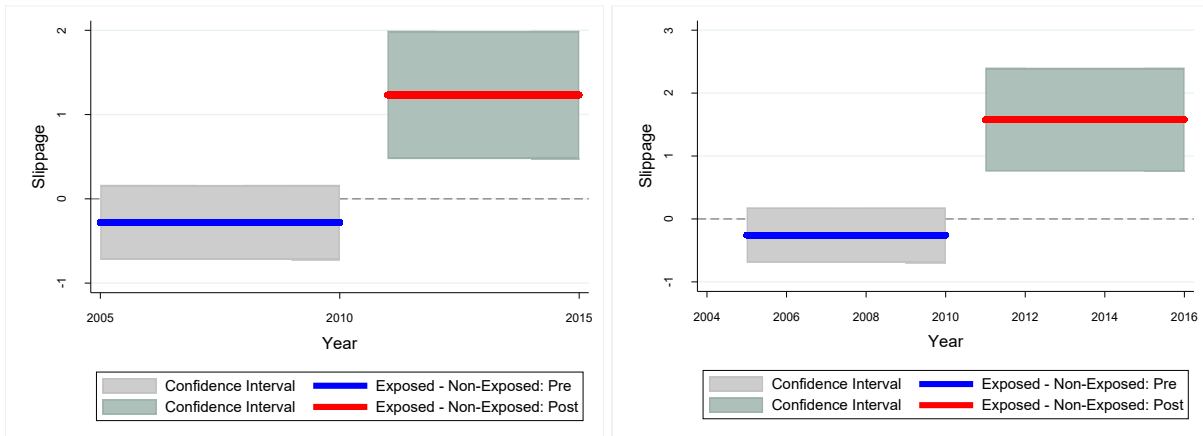 2
1
0
-1
Slippage
2005 2010 2015
Year
Confidence Interval Exposed - Non-Exposed: Pre
Confidence Interval Exposed - Non-Exposed: Post
3
2
1
0
-1
Slippage
2004 2006 2008 2010 2012 2014 2016
Year
Confidence Interval Exposed - Non-Exposed: Pre
Confidence Interval Exposed - Non-Exposed: Post